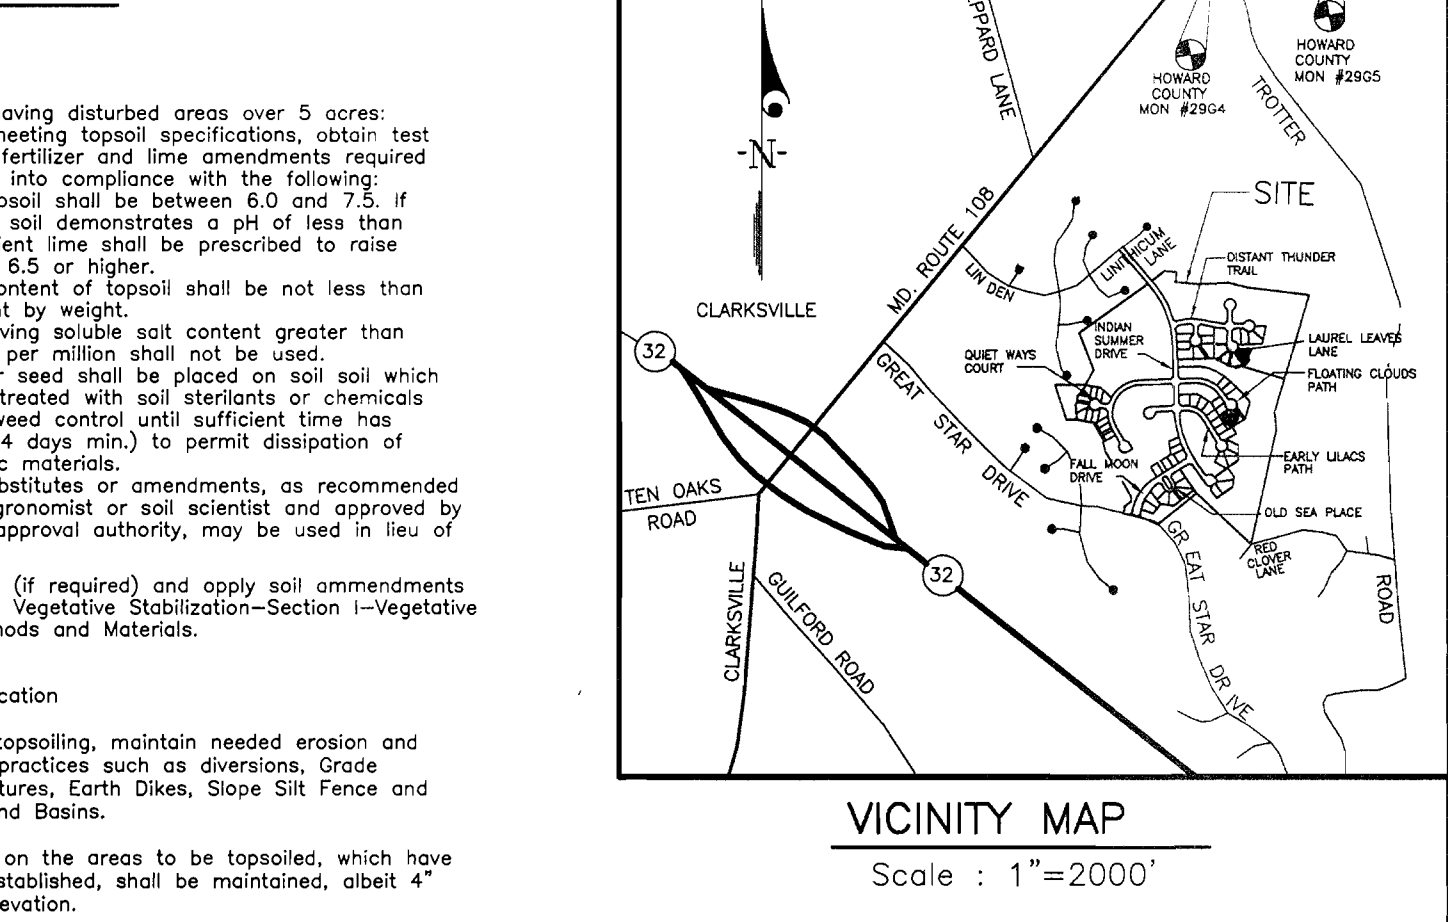 aving disturbed areas over 5 acres:
neeting topsoil specifications, obtain test
fertilizer and lime amendments required
into compliance with the following:
psoil shall be between 6.0 and 7.5. If
soil demonstrates a pH of less than
ient lime shall be prescribed to raise
6.5 or higher.
ontent of topsoil shall be not less than
t by weight.
ving soluble salt content greater than
per million shall not be used.
r seed shall be placed on soil soil which
treated with soil sterilants or chemicals
weed control until sufficient time has
4 days min.) to permit dissipation of
c materials.
bstitutes or amendments, as recommended
gronomist or soil scientist and approved by
approval authority, may be used in lieu of
(if required) and opply soil ammendments
Vegetative Stabilization–Section I–Vegetative
hods and Materials.
cation
topsoiling, maintain needed erosion and
practices such as diversions, Grade
tures, Earth Dikes, Slope Silt Fence and
nd Basins.
on the areas to be topsoiled, which have
stablished, shall be maintained, albeit 4"
evation.
PPARD LANE
HOWARD
COUNTY
MON #29G4
HOWARD
COUNTY
MON #29G5
TROTTER
-N-
SITE
MD. ROUTE 108
LINTHICUM
LANE
LIN DEN
DISTANT THUNDER
TRAIL
CLARKSVILLE
INDIAN
SUMMER
DRIVE
LAUREL LEAVES
LANE
32
QUIET WAYS
COURT
FLOATING CLOUDS
PATH
GREAT STAR DRIVE
FALL MOON
DRIVE
EARLY LILACS
PATH
TEN OAKS
ROAD
OLD SEA PLACE
RED
CLOVER
LANE
32
GR EAT STAR DR IVE
ROAD
CLARKSVILLE
GUILFORD ROAD
VICINITY MAP
Scale : 1"=2000'